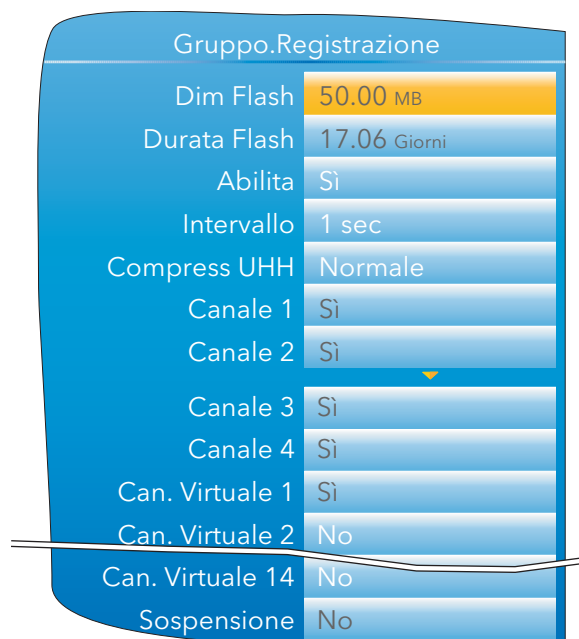 Gruppo.Registrazione
Dim Flash 50.00 MB
Durata Flash 17.06 Giorni
Abilita Sì
Intervallo 1 sec
Compress UHH Normale
Canale 1 Sì
Canale 2 Sì
Canale 3 Sì
Canale 4 Sì
Can. Virtuale 1 Sì
Can. Virtuale 2 No
Can. Virtuale 14 No
Sospensione No